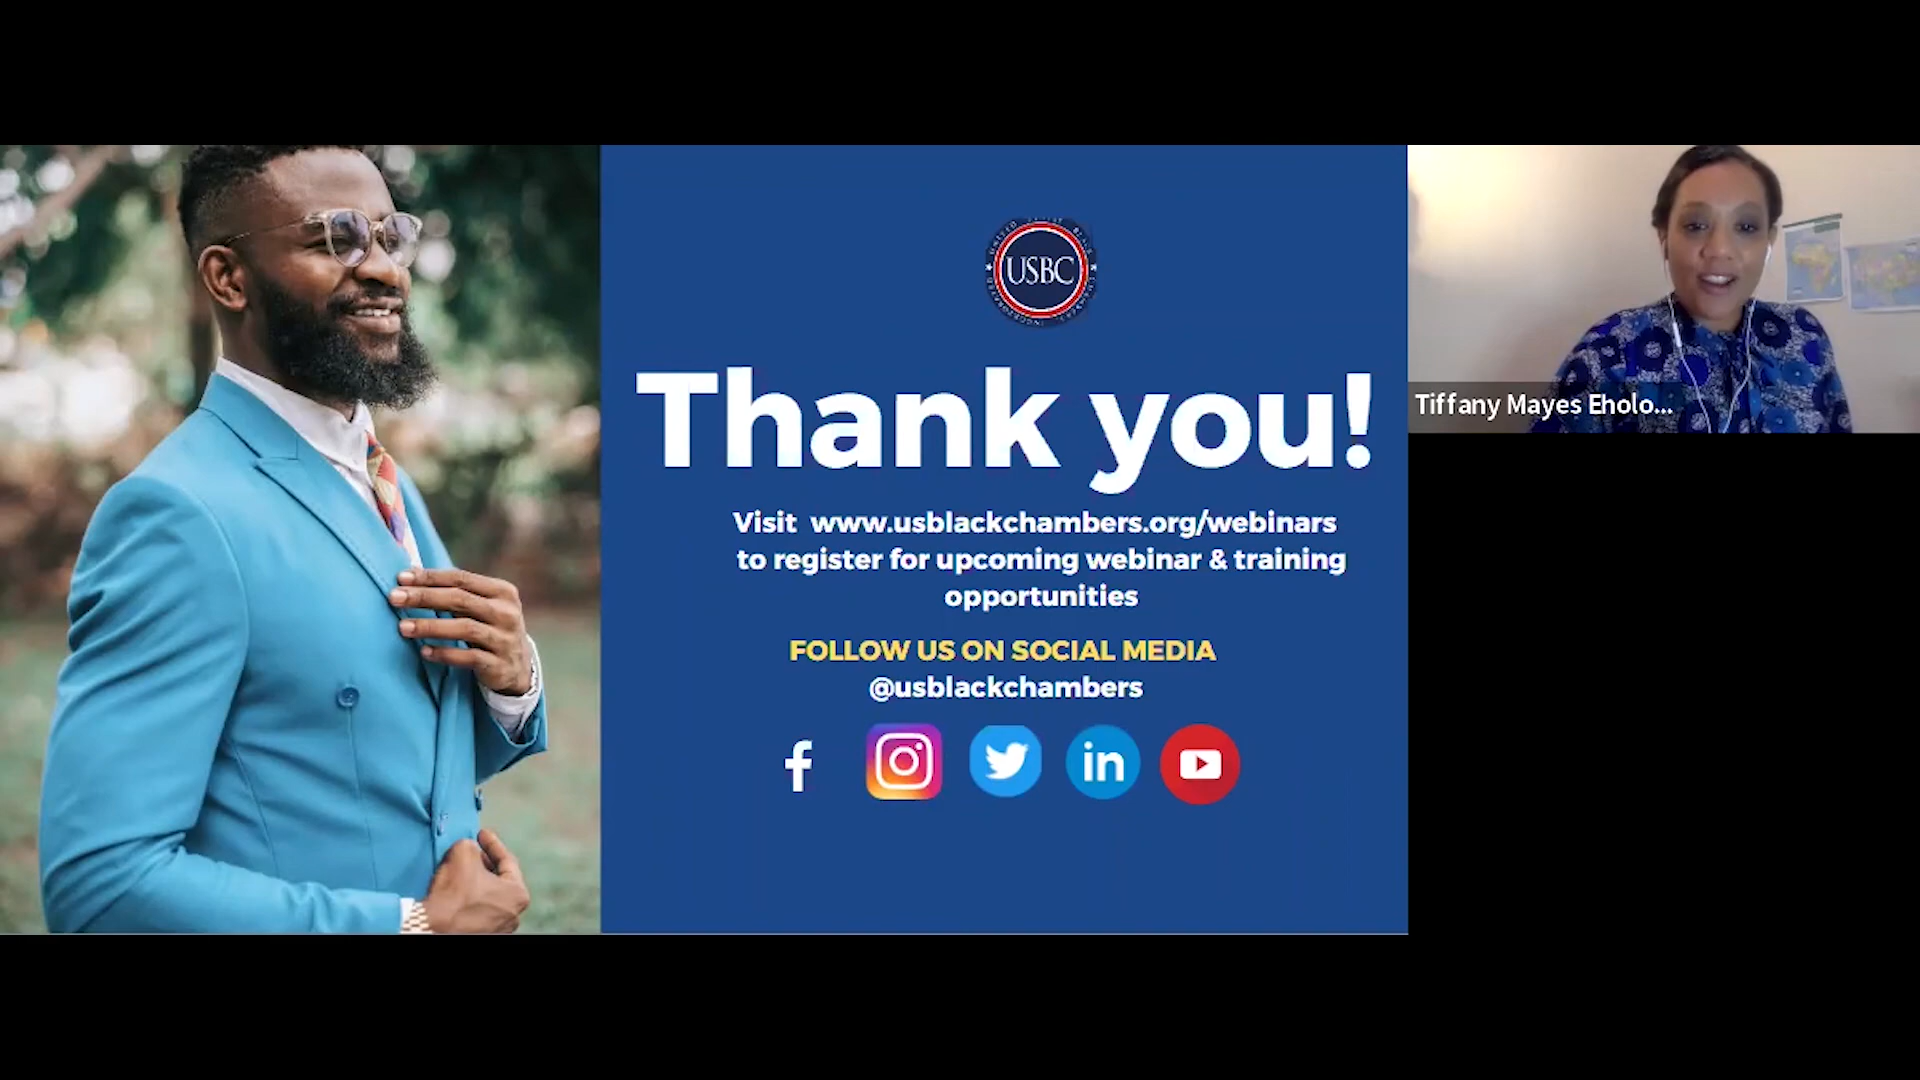 USBC
Thank you!
Visit www.usblackchambers.org/webinars
to register for upcoming webinar & training
opportunities
FOLLOW US ON SOCIAL MEDIA
@usblackchambers
f
in
Tiffany Mayes Eholo...